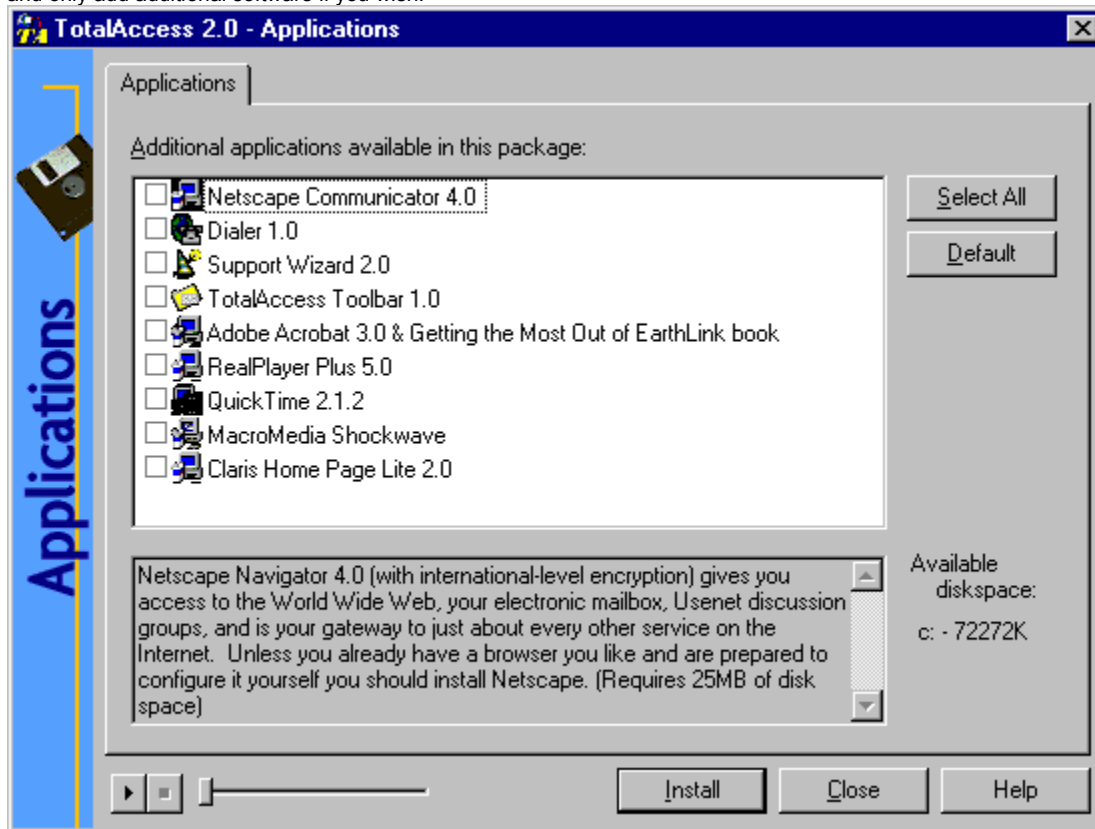 and only add additional software if you wish.
TotalAccess 2.0 - Applications
Applications
Applications
Additional applications available in this package:
Netscape Communicator 4.0
Dialer 1.0
Support Wizard 2.0
TotalAccess Toolbar 1.0
Adobe Acrobat 3.0 & Getting the Most Out of EarthLink book
RealPlayer Plus 5.0
QuickTime 2.1.2
MacroMedia Shockwave
Claris Home Page Lite 2.0
Select All
Default
Netscape Navigator 4.0 (with international-level encryption) gives you
access to the World Wide Web, your electronic mailbox, Usenet discussion
groups, and is your gateway to just about every other service on the
Internet.  Unless you already have a browser you like and are prepared to
configure it yourself you should install Netscape. (Requires 25MB of disk
space)
Available
diskspace:
c: - 72272K
Install
Close
Help